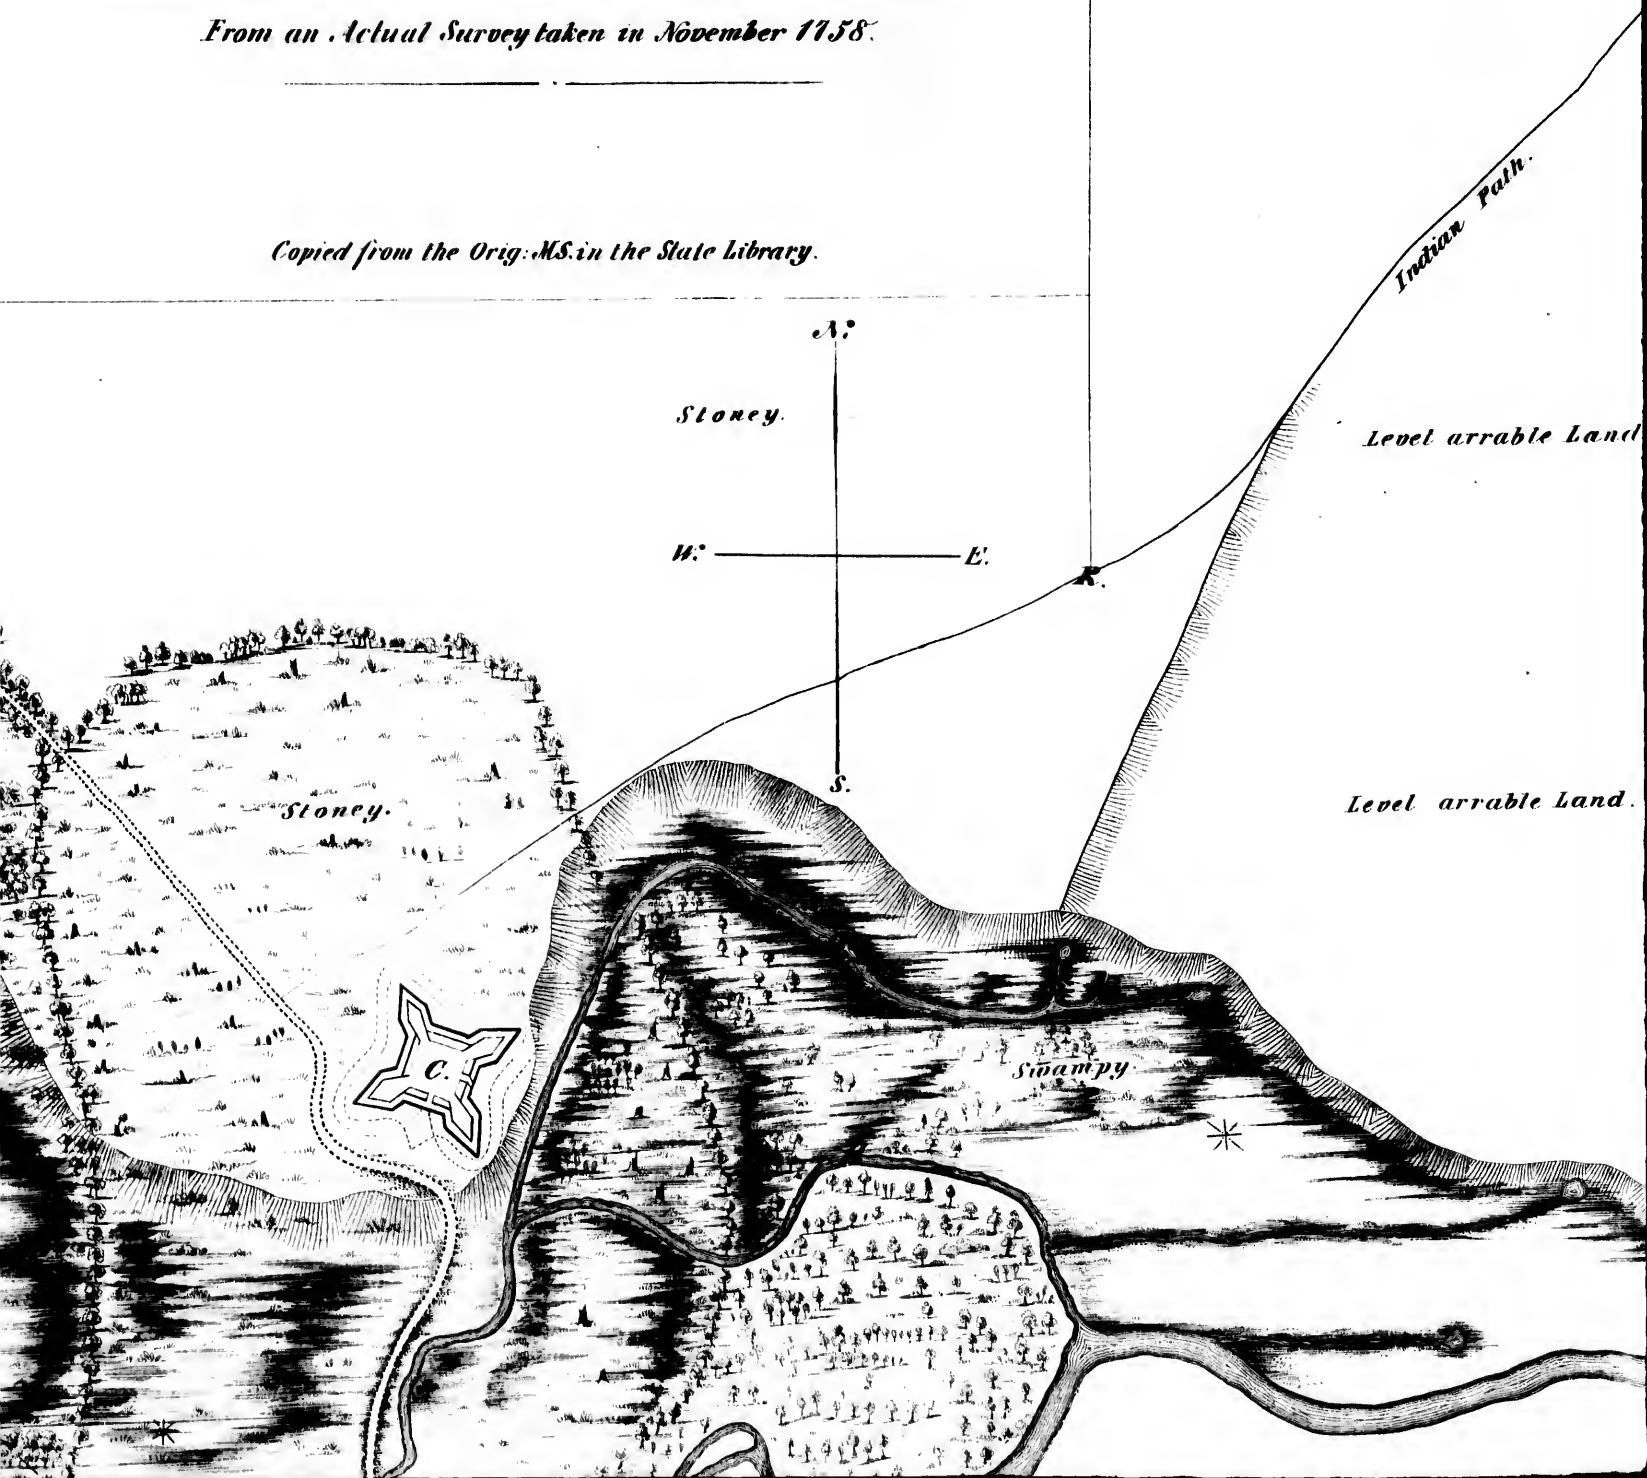 From an Actual Survey taken in November 1758.
Copied from the Orig: MS. in the State Library.
Indian Path.
N:
Stoney.
Level arrable Land
W:
E.
R.
S.
Level arrable Land.
Stoney.
C.
Swampy.